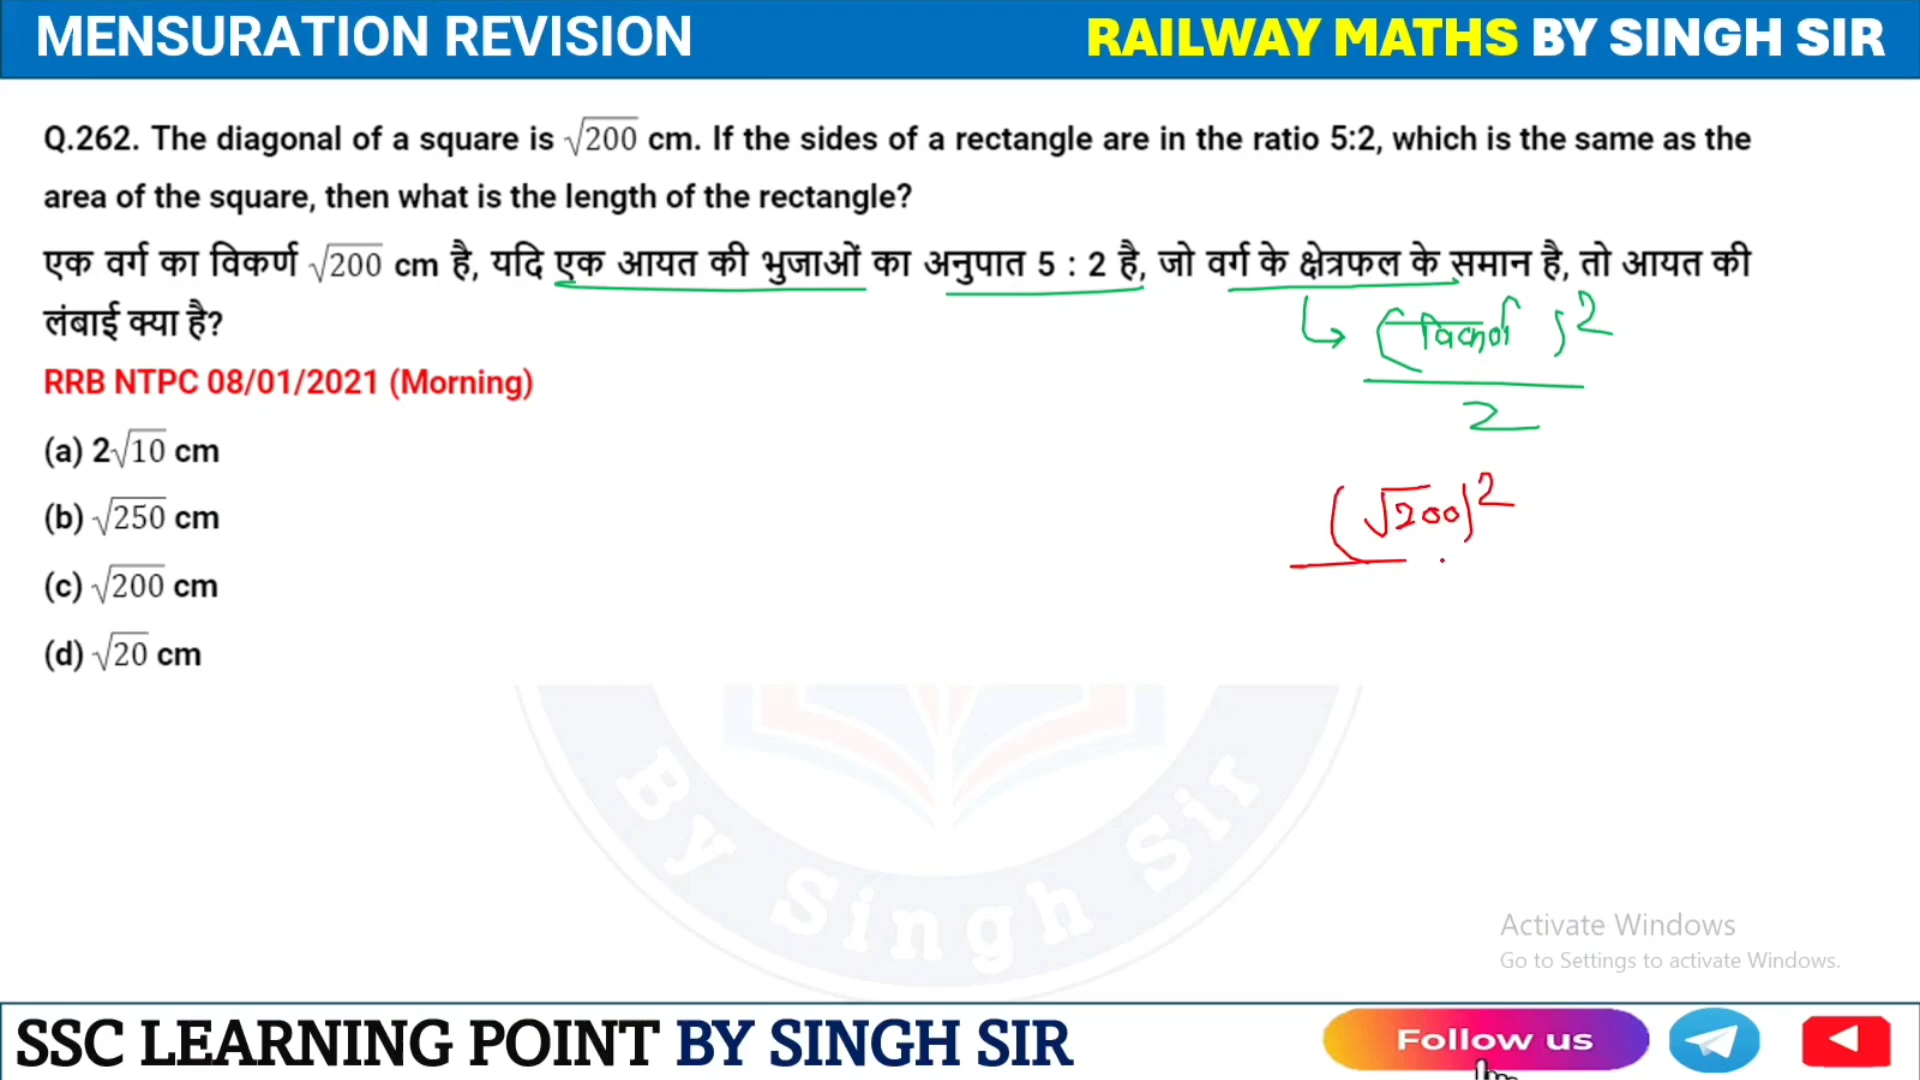 MENSURATION REVISION
RAILWAY MATHS BY SINGH SIR
Q.262. The diagonal of a square is √200 cm. If the sides of a rectangle are in the ratio 5:2, which is the same as the
area of the square, then what is the length of the rectangle?
एक वर्ग का विकर्ण √200 cm है, यदि एक आयत की भुजाओं का अनुपात 5 : 2 है, जो वर्ग के क्षेत्रफल के समान है, तो आयत की
लंबाई क्या है?
RRB NTPC 08/01/2021 (Morning)
(a) 2√10 cm
(b) √250 cm
(c) √200 cm
(d) √20 cm
(विकर्ण)²
2
(√200)²
By Singh Sir
Activate Windows
Go to Settings to activate Windows.
SSC LEARNING POINT BY SINGH SIR
Follow us